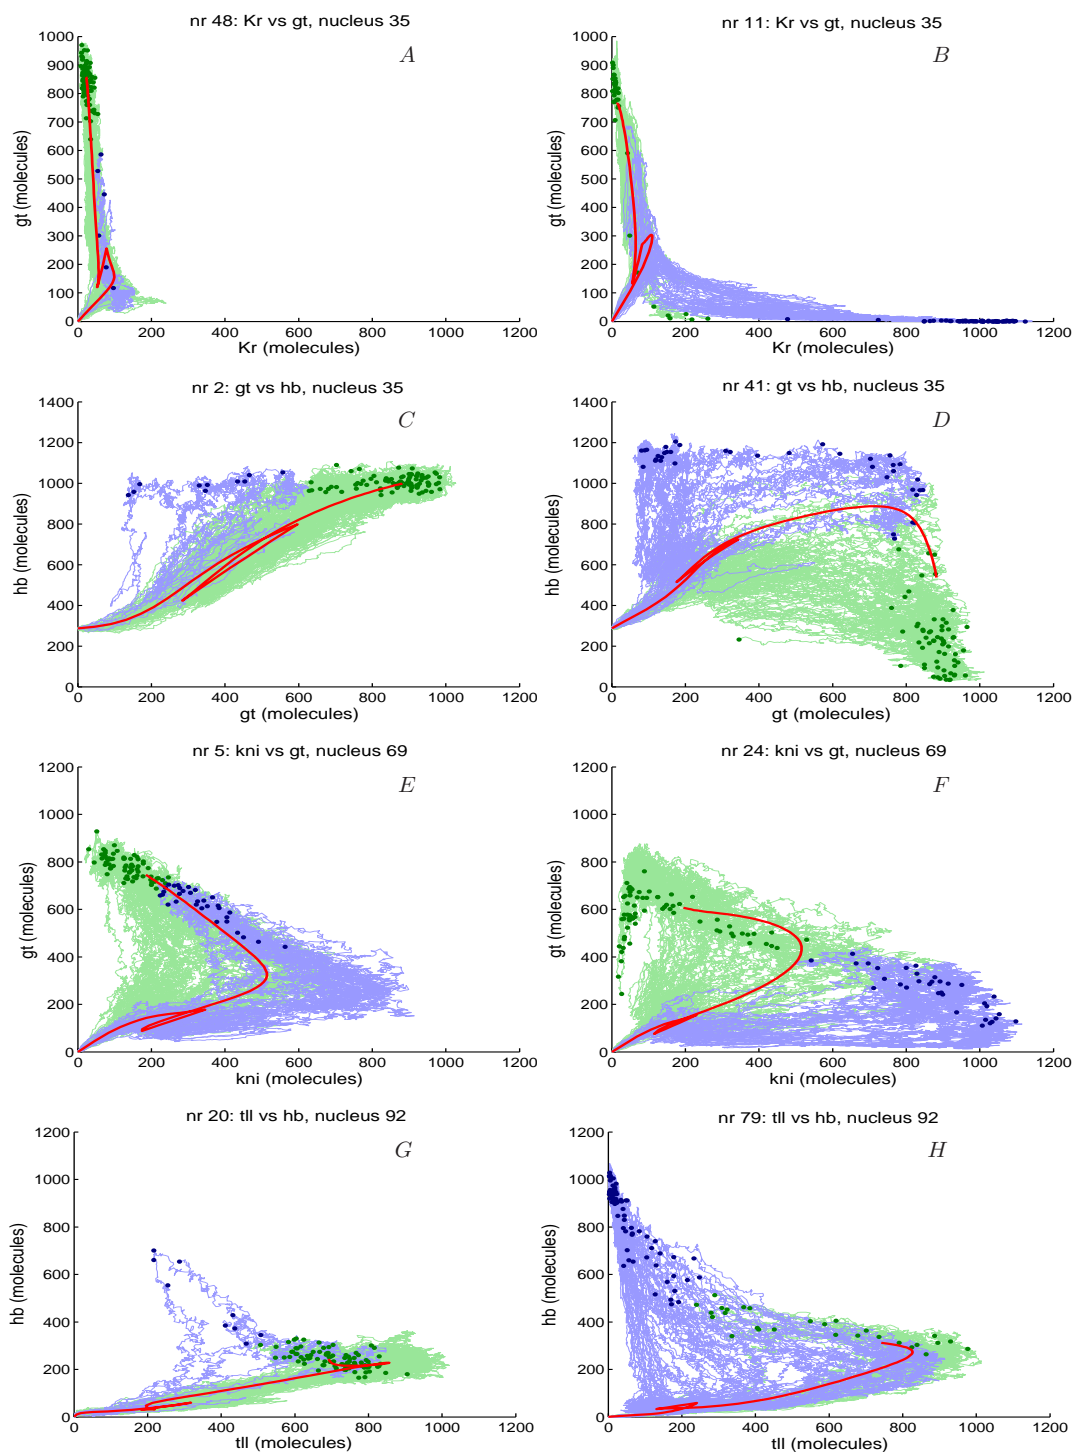 nr 48: Kr vs gt, nucleus 35
A
1000
900
800
700
600
500
400
300
200
100
0
gt (molecules)
0 200 400 600 800 1000 1200
Kr (molecules)
nr 11: Kr vs gt, nucleus 35
B
1000
900
800
700
600
500
400
300
200
100
0
gt (molecules)
0 200 400 600 800 1000 1200
Kr (molecules)
nr 2: gt vs hb, nucleus 35
C
1400
1200
1000
800
600
400
200
0
hb (molecules)
0 200 400 600 800 1000 1200
gt (molecules)
nr 41: gt vs hb, nucleus 35
D
1400
1200
1000
800
600
400
200
0
hb (molecules)
0 200 400 600 800 1000 1200
gt (molecules)
nr 5: kni vs gt, nucleus 69
E
1200
1000
800
600
400
200
0
gt (molecules)
0 200 400 600 800 1000 1200
kni (molecules)
nr 24: kni vs gt, nucleus 69
F
1200
1000
800
600
400
200
0
gt (molecules)
0 200 400 600 800 1000 1200
kni (molecules)
nr 20: tll vs hb, nucleus 92
G
1200
1000
800
600
400
200
0
hb (molecules)
0 200 400 600 800 1000 1200
tll (molecules)
nr 79: tll vs hb, nucleus 92
H
1200
1000
800
600
400
200
0
hb (molecules)
0 200 400 600 800 1000 1200
tll (molecules)